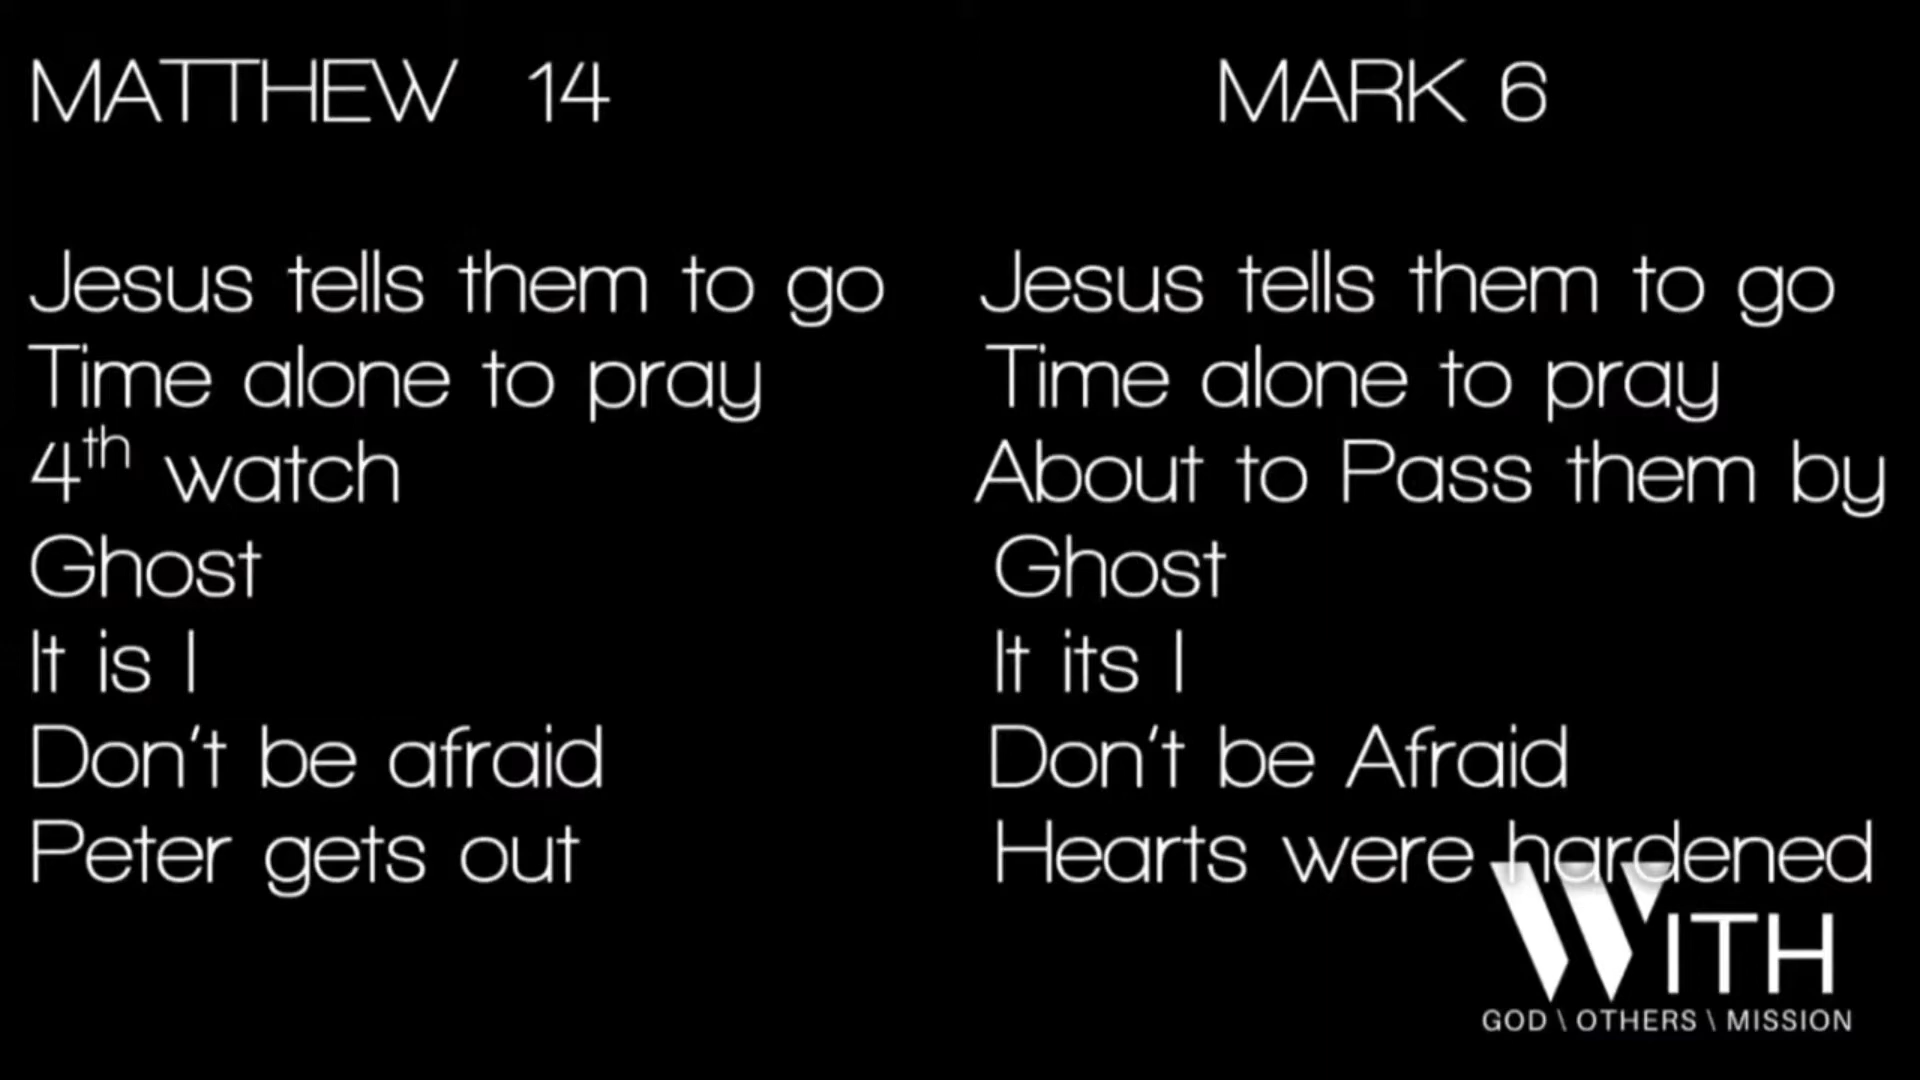 MATTHEW 14
Jesus tells them to go
Time alone to pray
4th watch
Ghost
It is I
Don't be afraid
Peter gets out
MARK 6
Jesus tells them to go
Time alone to pray
About to Pass them by
Ghost
It its I
Don't be Afraid
Hearts were hardened
WITH
GOD \ OTHERS \ MISSION